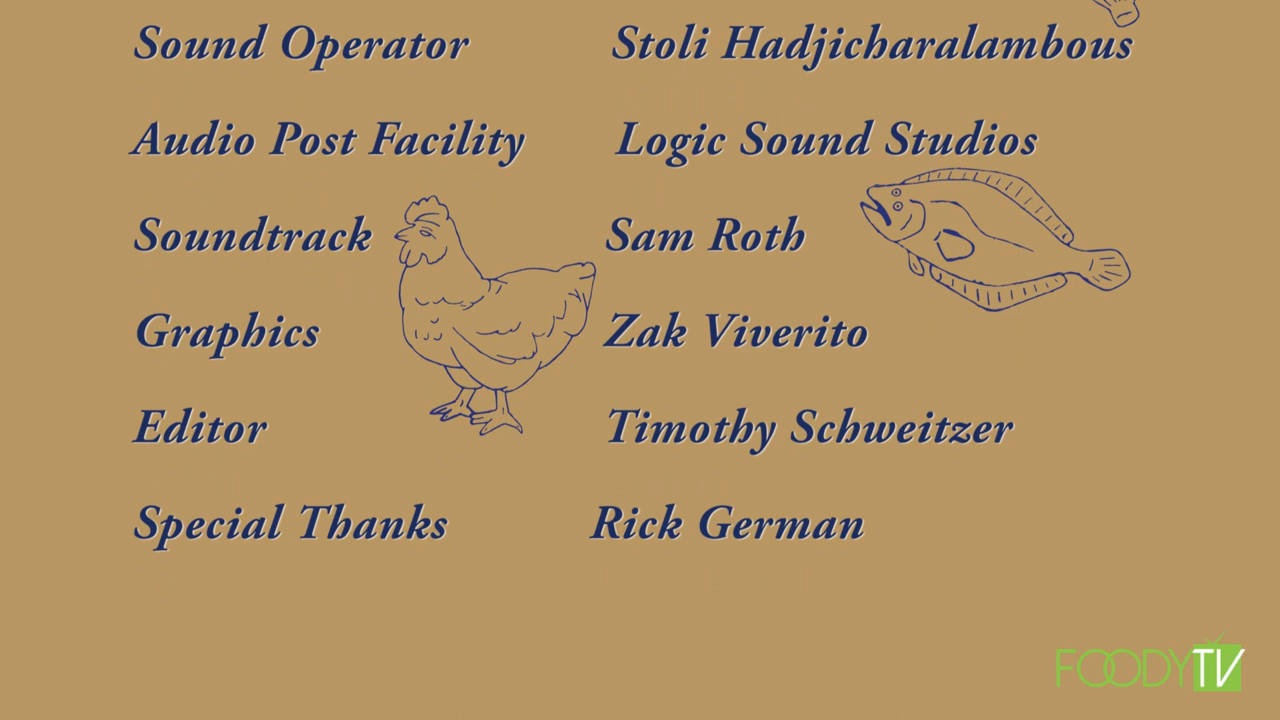 Sound Operator Stoli Hadjicharalambous
Audio Post Facility Logic Sound Studios
Soundtrack Sam Roth
Graphics Zak Viverito
Editor Timothy Schweitzer
Special Thanks Rick German
FOODYTV